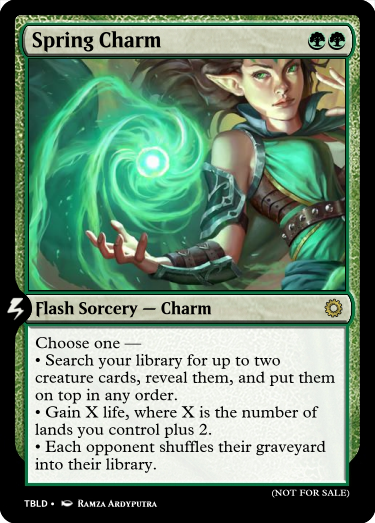 Spring Charm
Flash Sorcery — Charm
Choose one —
• Search your library for up to two
creature cards, reveal them, and put them
on top in any order.
• Gain X life, where X is the number of
lands you control plus 2.
• Each opponent shuffles their graveyard
into their library.
(NOT FOR SALE)
TBLD • Ramza Ardyputra